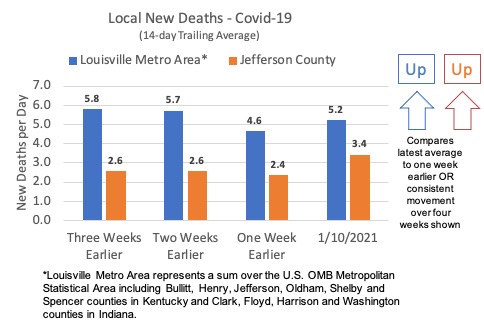 Local New Deaths - Covid-19
(14-day Trailing Average)
Louisville Metro Area*
Jefferson County
New Deaths per Day
7.0
6.0
5.0
4.0
3.0
2.0
1.0
0.0
5.8
2.6
5.7
2.6
4.6
2.4
5.2
3.4
Three Weeks
Earlier
Two Weeks
Earlier
One Week
Earlier
1/10/2021
Up
Up
Compares
latest average
to one week
earlier OR
consistent
movement
over four
weeks shown
*Louisville Metro Area represents a sum over the U.S. OMB Metropolitan
Statistical Area including Bullitt, Henry, Jefferson, Oldham, Shelby and
Spencer counties in Kentucky and Clark, Floyd, Harrison and Washington
counties in Indiana.